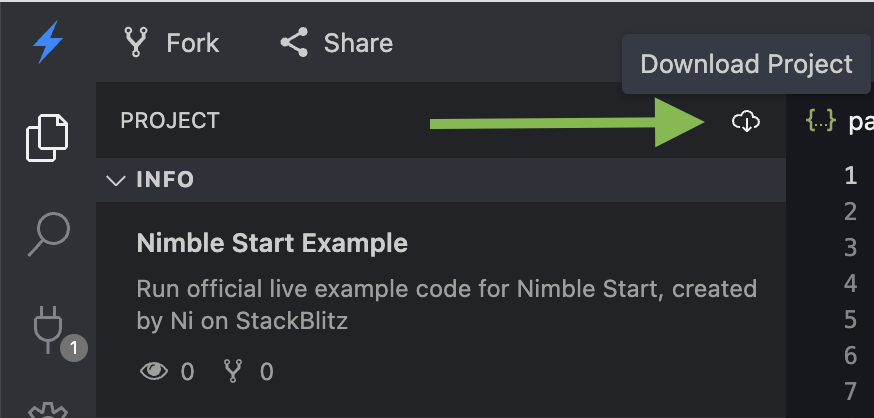 Fork
Share
Download Project
PROJECT
{..} pa
INFO
1
Nimble Start Example
2
Run official live example code for Nimble Start, created
by Ni on StackBlitz
3
4
5
1
0
0
6
7